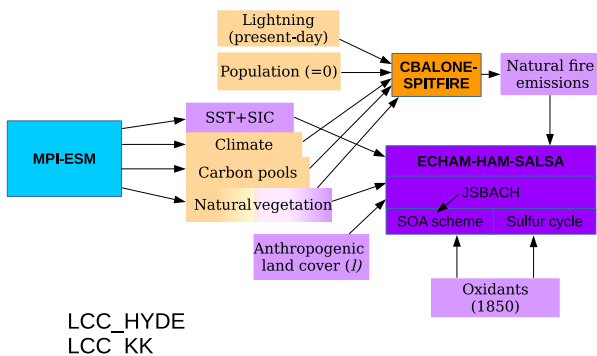 Lightning
(present-day)
Population (=0)
CBALONE-
SPITFIRE
Natural fire
emissions
SST+SIC
Climate
Carbon pools
Natural vegetation
MPI-ESM
ECHAM-HAM-SALSA
JSBACH
SOA scheme
Sulfur cycle
Anthropogenic
land cover (l)
Oxidants
(1850)
LCC_HYDE
LCC_KK